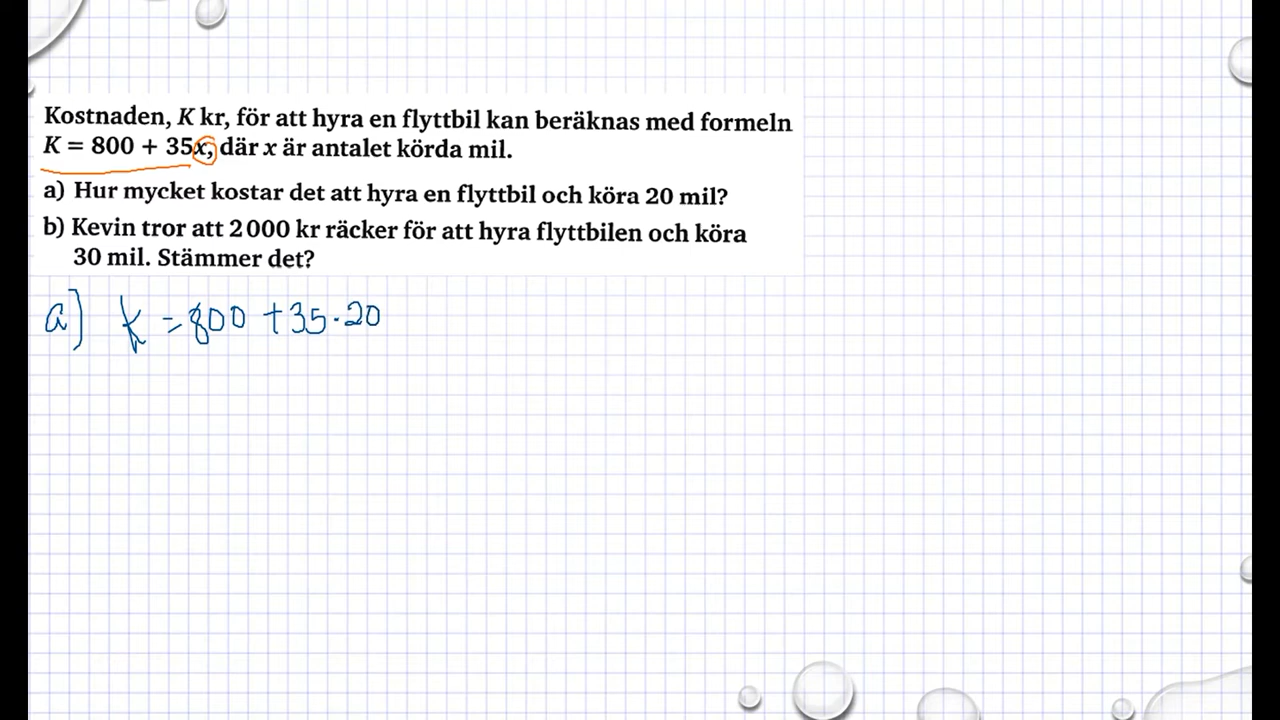 Kostnaden, K kr, för att hyra en flyttbil kan beräknas med formeln
K = 800 + 35x, där x är antalet körda mil.
a) Hur mycket kostar det att hyra en flyttbil och köra 20 mil?
b) Kevin tror att 2 000 kr räcker för att hyra flyttbilen och köra
30 mil. Stämmer det?
a) K = 800 + 35 · 20